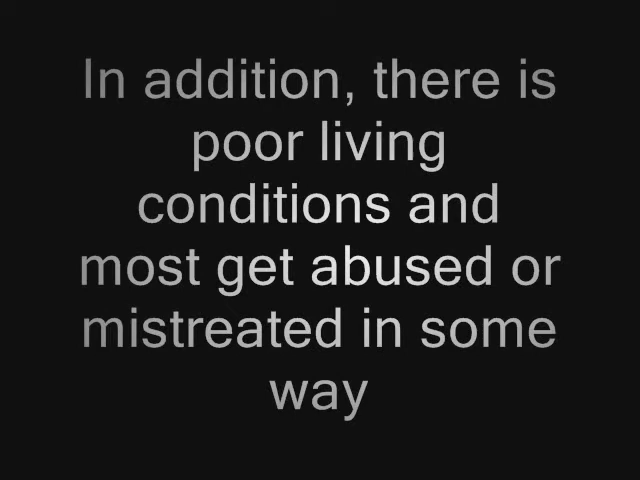 In addition, there is
poor living
conditions and
most get abused or
mistreated in some
way